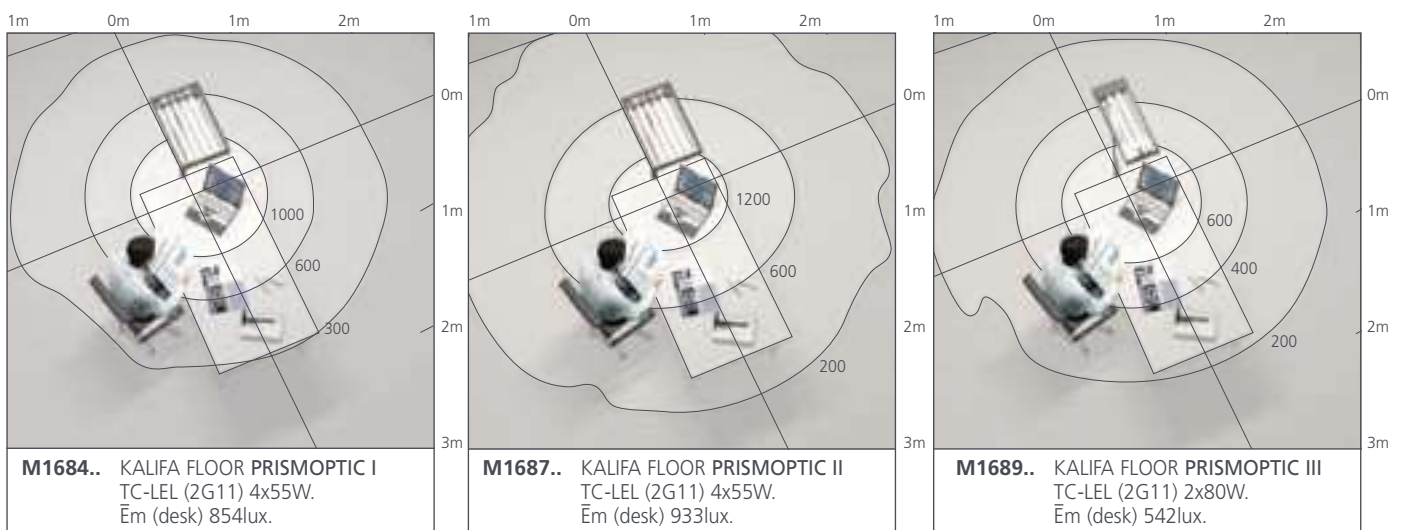 1m 0m 1m 2m
0m
1m
2m
3m
1000
600
300
M1684.. KALIFA FLOOR PRISMOPTIC I
TC-LEL (2G11) 4x55W.
Ēm (desk) 854lux.
1m 0m 1m 2m
0m
1m
2m
3m
1200
600
200
M1687.. KALIFA FLOOR PRISMOPTIC II
TC-LEL (2G11) 4x55W.
Ēm (desk) 933lux.
1m 0m 1m 2m
0m
1m
2m
3m
600
400
200
M1689.. KALIFA FLOOR PRISMOPTIC III
TC-LEL (2G11) 2x80W.
Ēm (desk) 542lux.